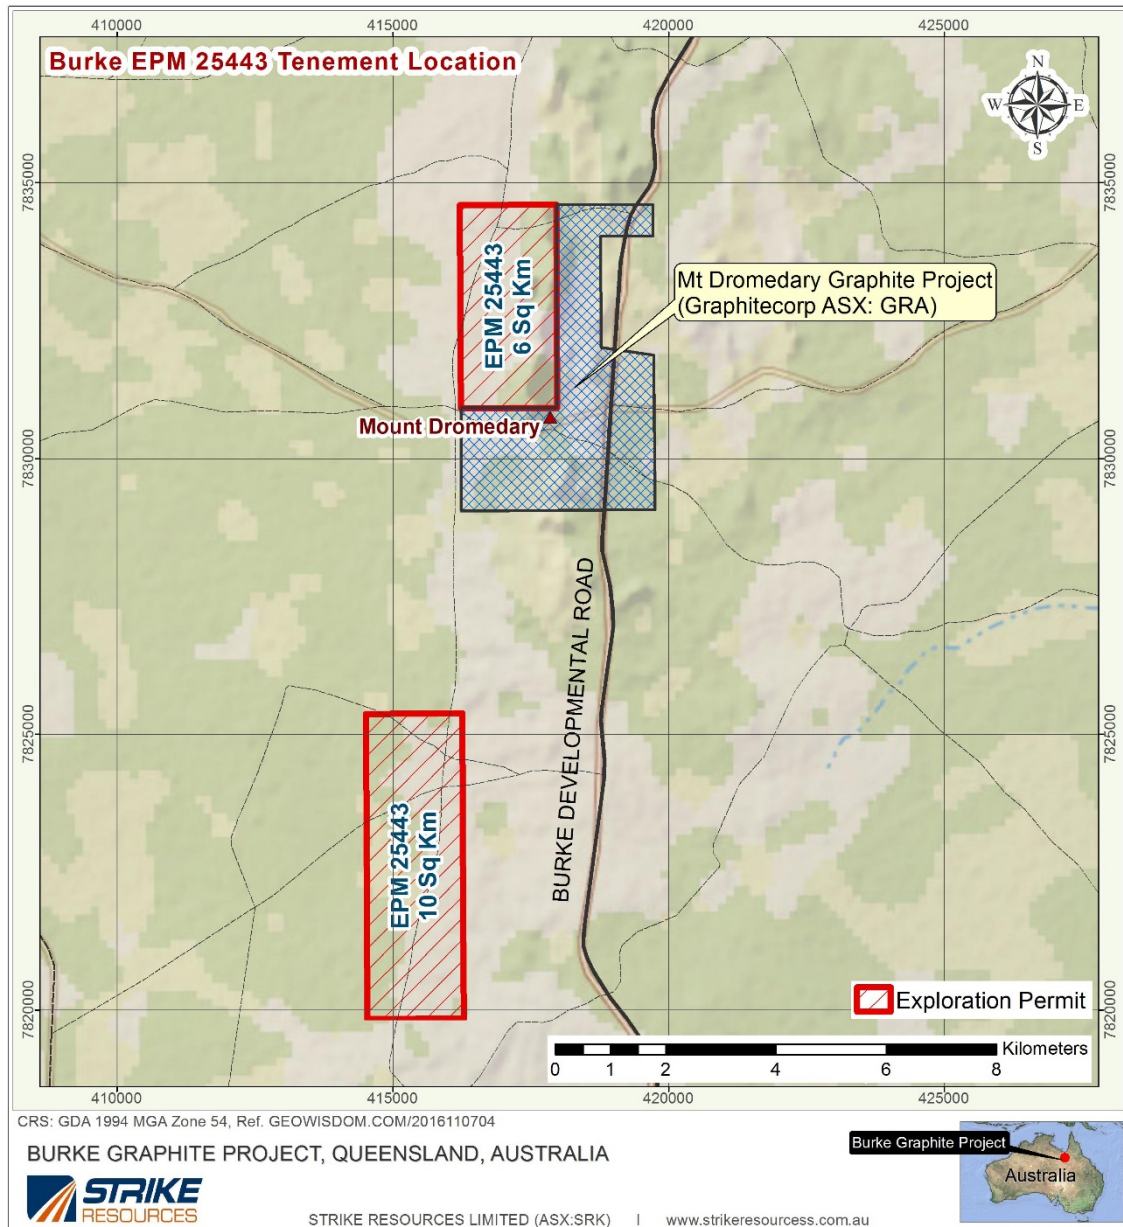 410000
415000
420000
425000
Burke EPM 25443 Tenement Location
N
W
E
S
7835000
7835000
EPM 25443
6 Sq Km
Mt Dromedary Graphite Project
(Graphitecorp ASX: GRA)
Mount Dromedary
7830000
7830000
BURKE DEVELOPMENTAL ROAD
7825000
7825000
EPM 25443
10 Sq Km
7820000
7820000
Exploration Permit
Kilometers
0 1 2 4 6 8
410000
415000
420000
425000
CRS: GDA 1994 MGA Zone 54, Ref. GEOWISDOM.COM/2016110704
BURKE GRAPHITE PROJECT, QUEENSLAND, AUSTRALIA
Burke Graphite Project
Australia
STRIKE
RESOURCES
STRIKE RESOURCES LIMITED (ASX:SRK) | www.strikeresourcess.com.au